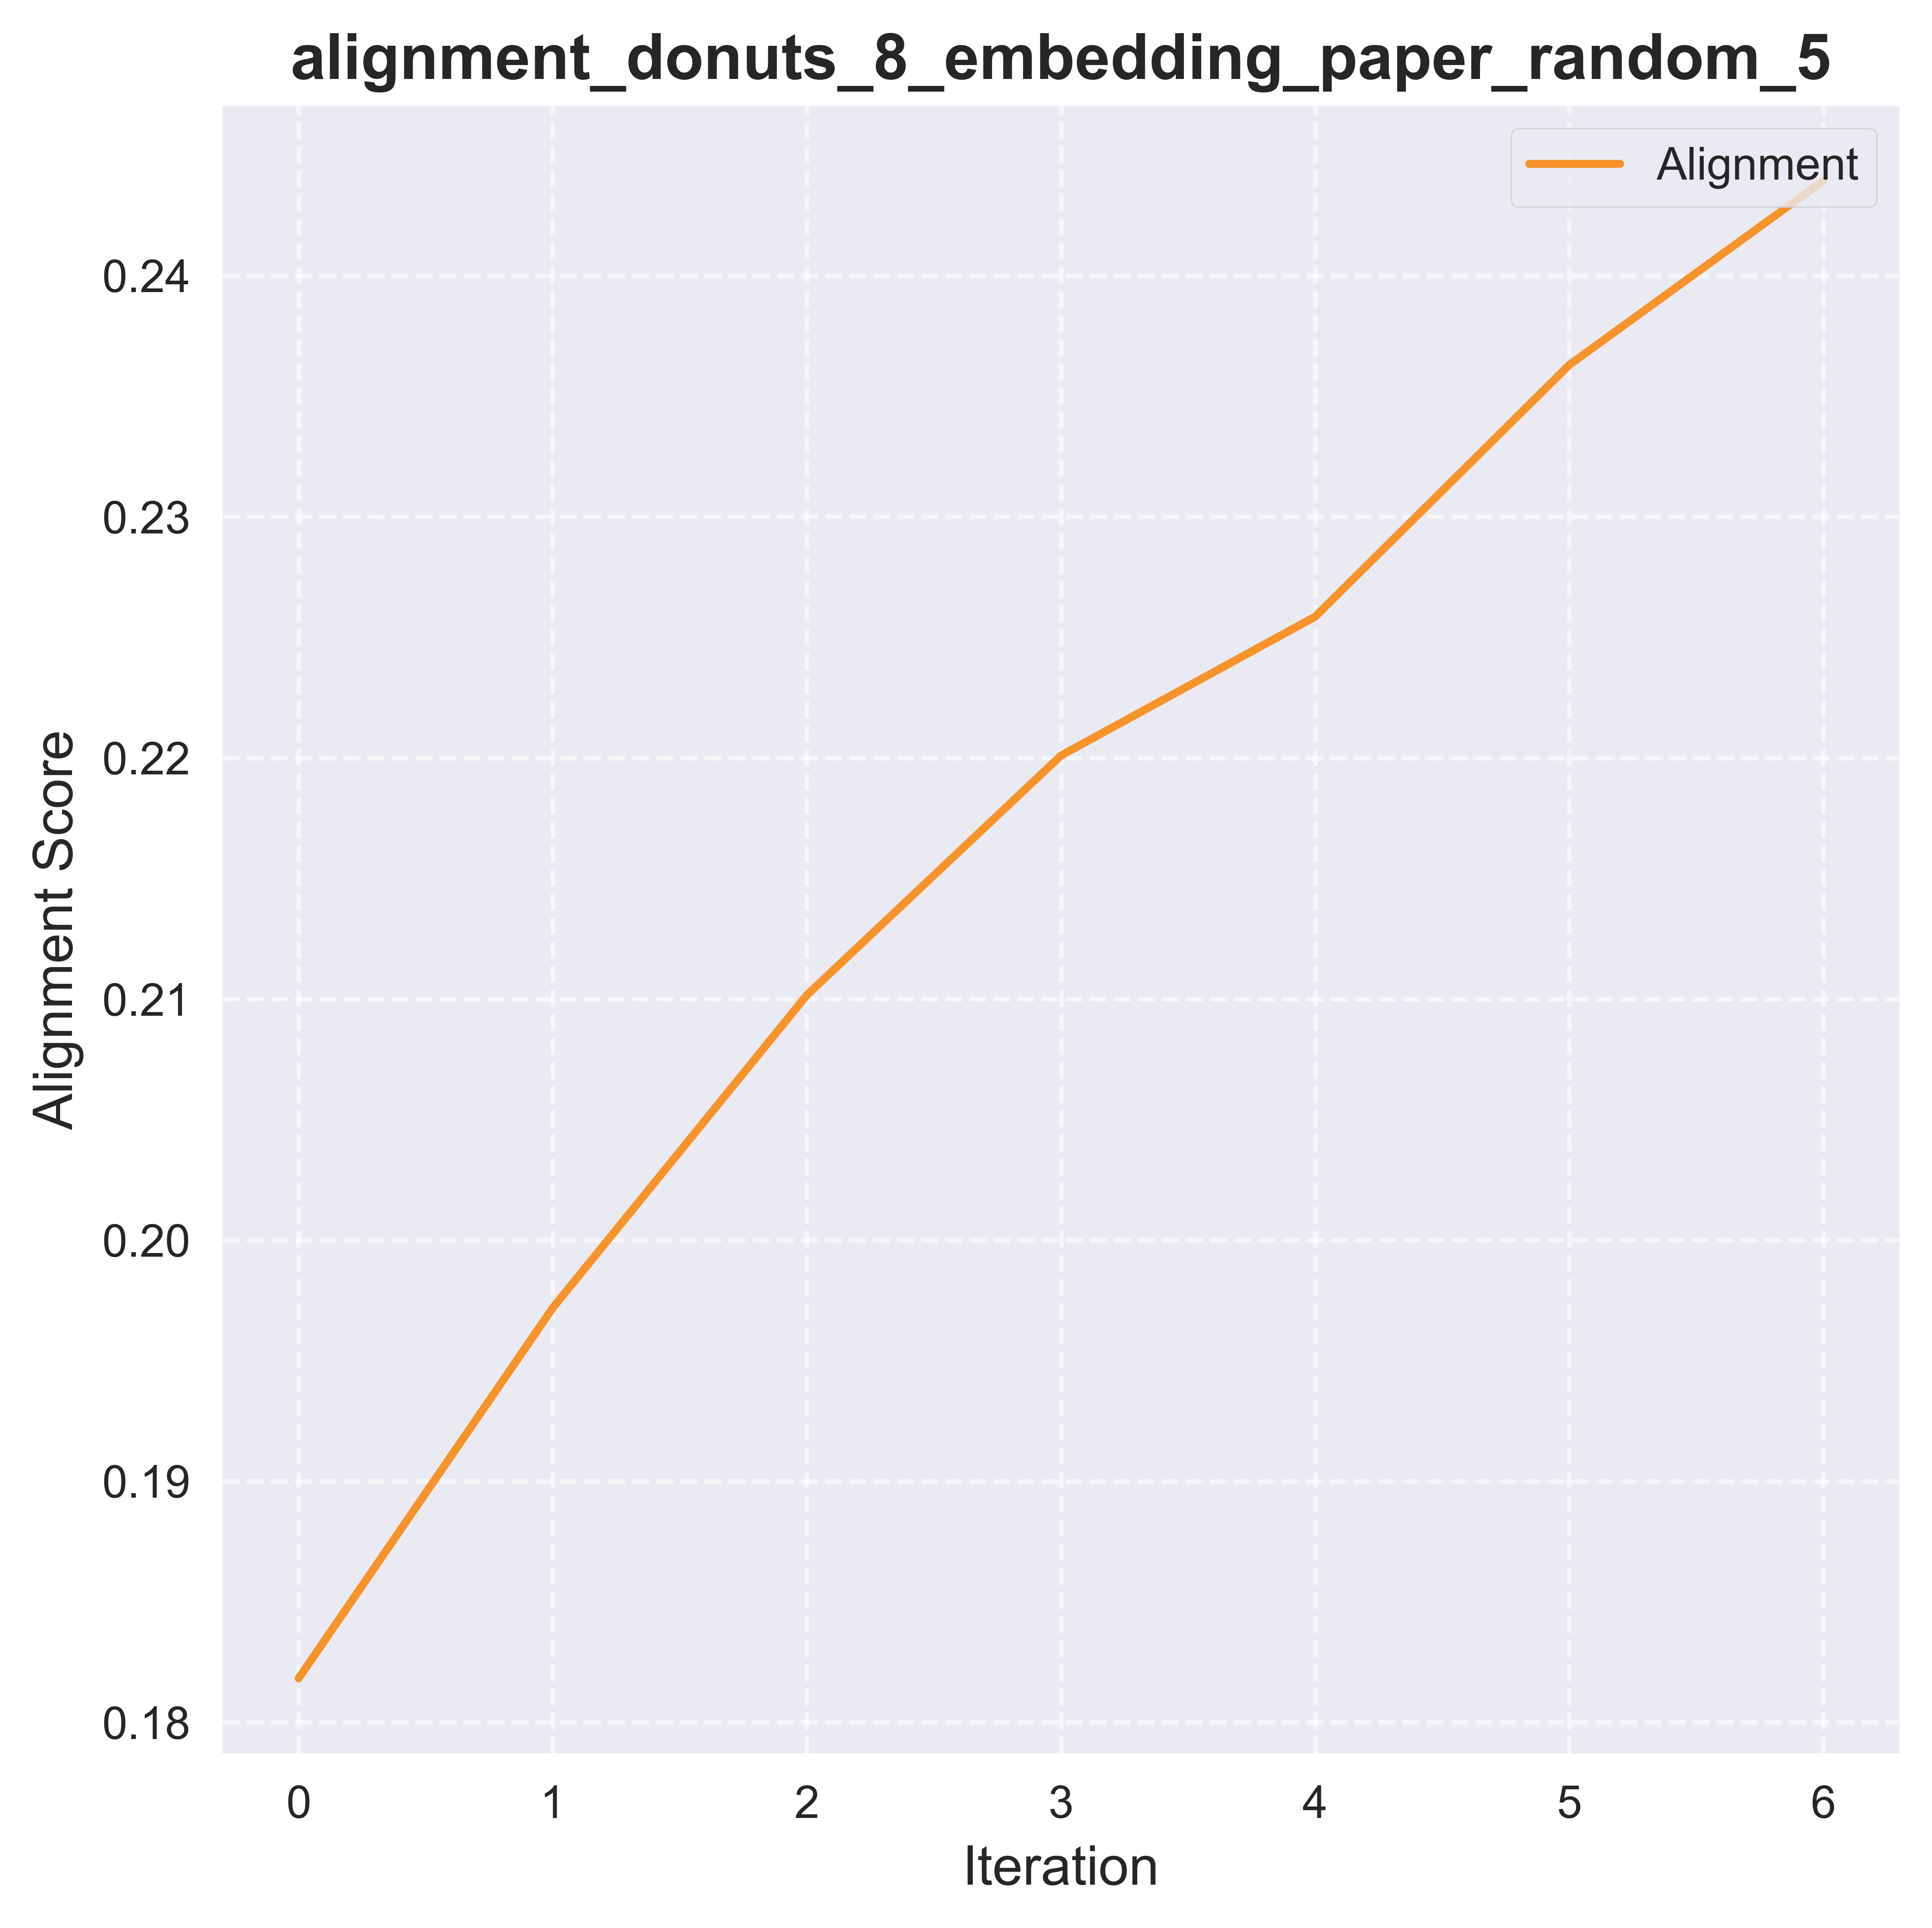 alignment_donuts_8_embedding_paper_random_5
Alignment
0.24
0.23
0.22
0.21
0.20
0.19
0.18
Alignment Score
0 1 2 3 4 5 6
Iteration